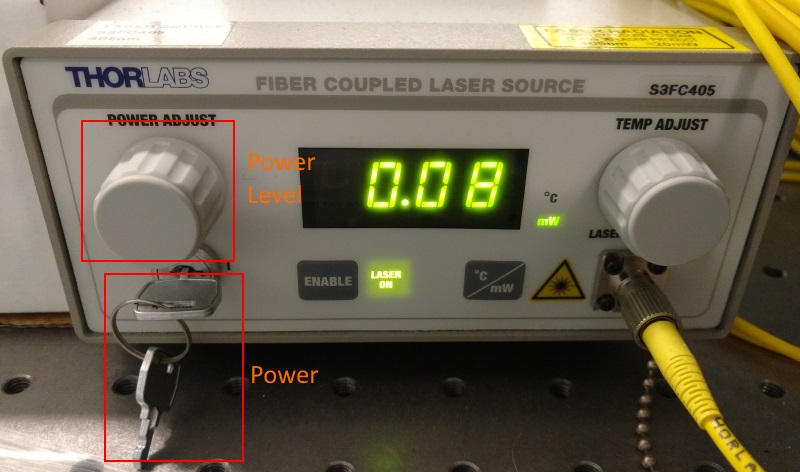 THORLABS
FIBER COUPLED LASER SOURCE
S3FC405
POWER ADJUST
TEMP ADJUST
Power
Level
0.08
°C
mW
ENABLE
LASER
ON
°C/mW
Power
THORL